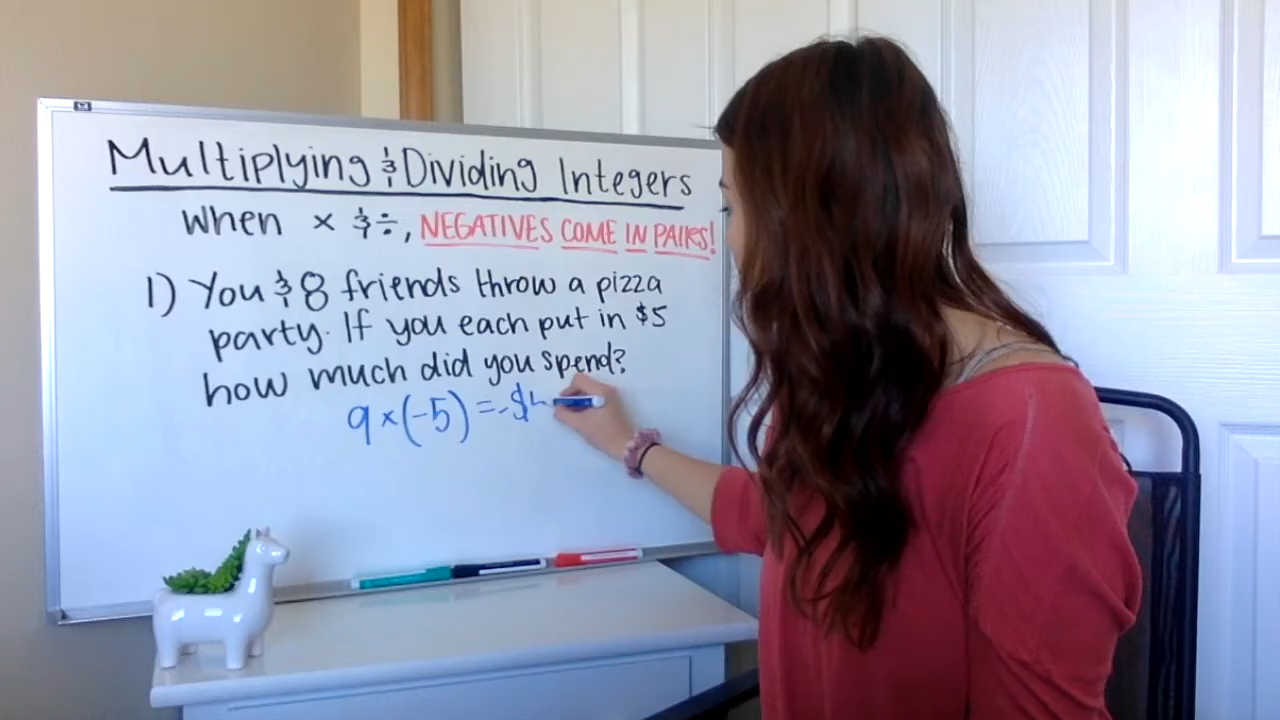 Multiplying & Dividing Integers
when × & ÷, NEGATIVES COME IN PAIRS!
1) You & 8 friends throw a pizza
party. If you each put in $5
how much did you spend?
9 × (-5) = -$4